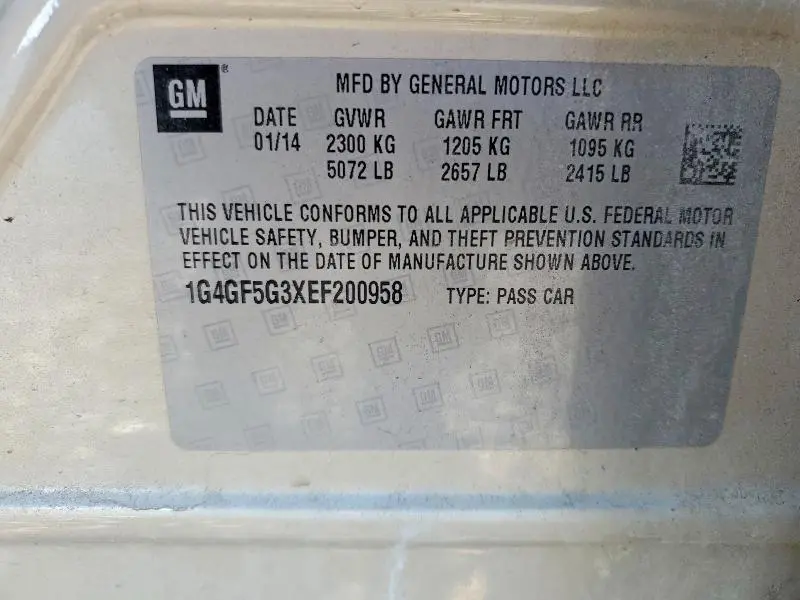 GM®
MFD BY GENERAL MOTORS LLC
DATE GVWR GAWR FRT GAWR RR
01/14 2300 KG 1205 KG 1095 KG
5072 LB 2657 LB 2415 LB
THIS VEHICLE CONFORMS TO ALL APPLICABLE U.S. FEDERAL MOTOR
VEHICLE SAFETY, BUMPER, AND THEFT PREVENTION STANDARDS IN
EFFECT ON THE DATE OF MANUFACTURE SHOWN ABOVE.
1G4GF5G3XEF200958 TYPE: PASS CAR